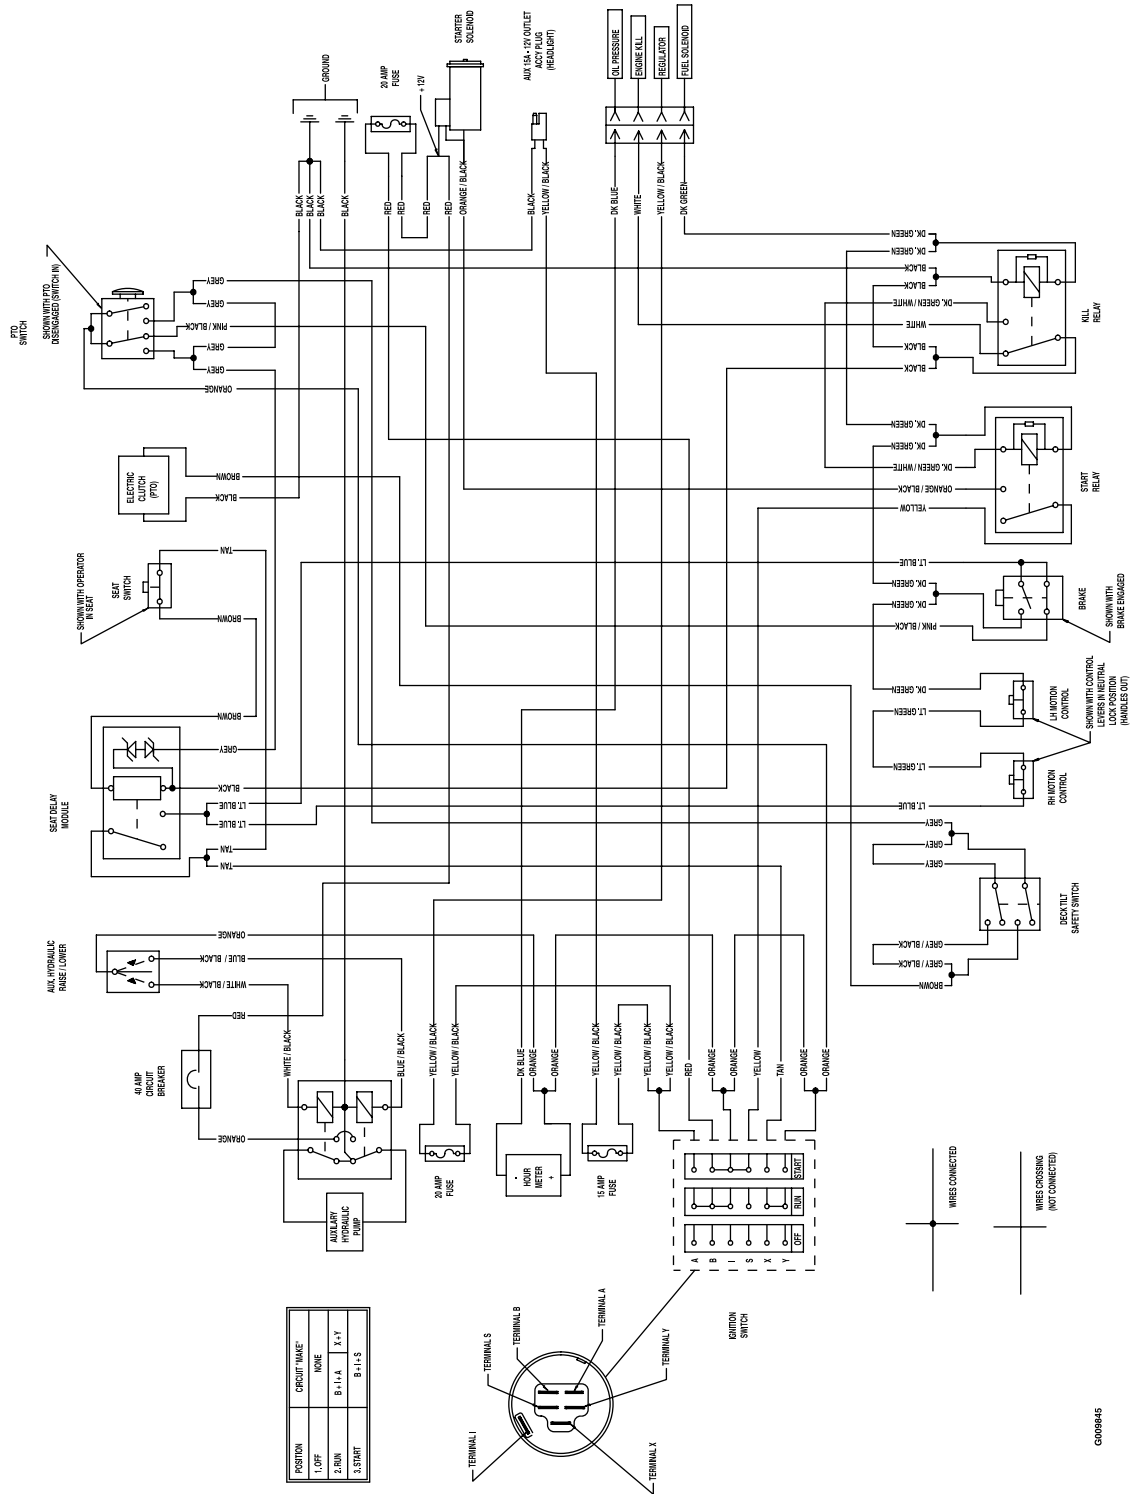 GROUND
20 AMP
FUSE
+ 12V
STARTER
SOLENOID
AUX 15A - 12V OUTLET
ACCY PLUG
(HEADLIGHT)
OIL PRESSURE
ENGINE KILL
REGULATOR
FUEL SOLENOID
BLACK
BLACK
BLACK
BLACK
RED
RED
RED
RED
ORANGE / BLACK
BLACK
YELLOW / BLACK
DK BLUE
WHITE
YELLOW / BLACK
DK GREEN
PTO
SWITCH
SHOWN WITH PTO
DISENGAGED (SWITCH IN)
GREY
GREY
PINK / BLACK
GREY
GREY
ORANGE
DK. GREEN
DK. GREEN
BLACK
BLACK
DK. GREEN / WHITE
WHITE
BLACK
BLACK
KILL
RELAY
ELECTRIC
CLUTCH
(PTO)
BROWN
BLACK
DK. GREEN
DK. GREEN
DK. GREEN / WHITE
ORANGE / BLACK
YELLOW
START
RELAY
SHOWN WITH OPERATOR
IN SEAT
SEAT
SWITCH
TAN
BROWN
LT. BLUE
DK. GREEN
DK. GREEN
PINK / BLACK
BRAKE
SHOWN WITH
BRAKE ENGAGED
BROWN
GREY
BLACK
LT. BLUE
LT. BLUE
TAN
TAN
SEAT DELAY
MODULE
DK. GREEN
LT. GREEN
LT. GREEN
LT. BLUE
LH MOTION
CONTROL
RH MOTION
CONTROL
SHOWN WITH CONTROL
LEVERS IN NEUTRAL
LOCK POSITION
(HANDLES OUT)
GREY
GREY
GREY
GREY / BLACK
GREY / BLACK
BROWN
DECK TILT
SAFETY SWITCH
AUX. HYDRAULIC
RAISE / LOWER
ORANGE
BLUE / BLACK
WHITE / BLACK
RED
40 AMP
CIRCUIT
BREAKER
ORANGE
WHITE / BLACK
BLUE / BLACK
YELLOW / BLACK
YELLOW / BLACK
DK BLUE
ORANGE
ORANGE
YELLOW / BLACK
YELLOW / BLACK
YELLOW / BLACK
YELLOW / BLACK
RED
ORANGE
ORANGE
YELLOW
TAN
ORANGE
ORANGE
AUXILARY
HYDRAULIC
PUMP
20 AMP
FUSE
-
HOUR
METER
+
15 AMP
FUSE
START
RUN
OFF
A
B
I
S
X
Y
IGNITION
SWITCH
WIRES CONNECTED
WIRES CROSSING
(NOT CONNECTED)
POSITION CIRCUIT "MAKE"
1. OFF NONE
2. RUN B + I + A X + Y
3. START B + I + S
TERMINAL I
TERMINAL S
TERMINAL B
TERMINAL A
TERMINAL Y
TERMINAL X
G009845